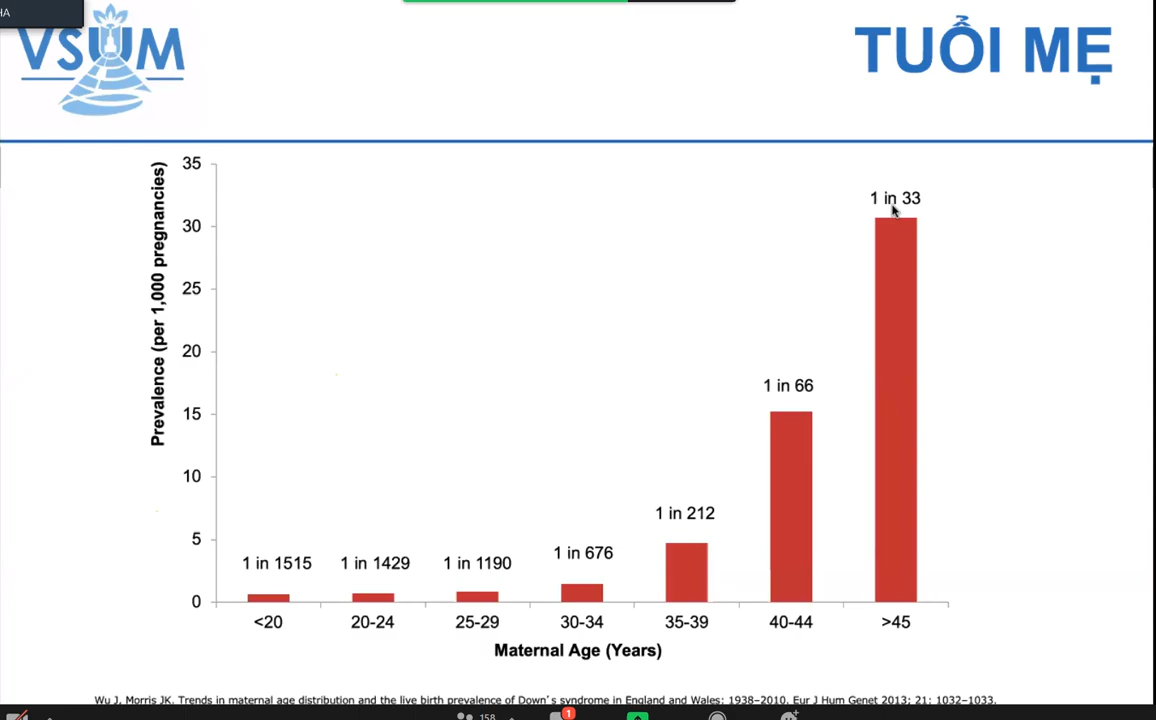 HA
VSUM
TUỔI MẸ
Prevalence (per 1,000 pregnancies)
35
30
25
20
15
10
5
0
1 in 1515
1 in 1429
1 in 1190
1 in 676
1 in 212
1 in 66
1 in 33
<20
20-24
25-29
30-34
35-39
40-44
>45
Maternal Age (Years)
Wu J, Morris JK. Trends in maternal age distribution and the live birth prevalence of Down's syndrome in England and Wales: 1938–2010. Eur J Hum Genet 2013; 21: 1032–1033.
158
1